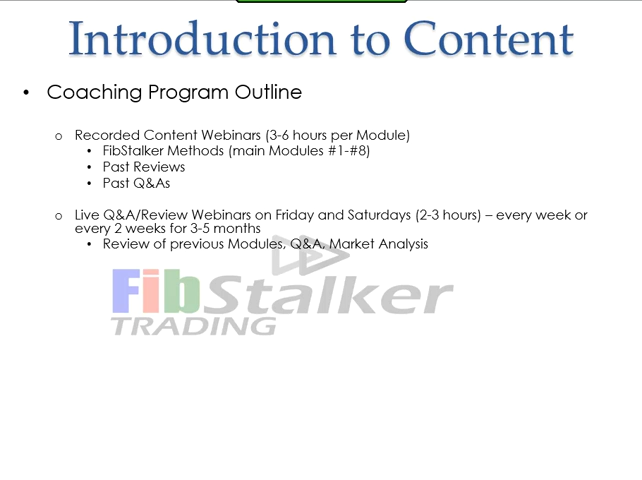 Introduction to Content
• Coaching Program Outline
o Recorded Content Webinars (3-6 hours per Module)
• FibStalker Methods (main Modules #1-#8)
• Past Reviews
• Past Q&As
o Live Q&A/Review Webinars on Friday and Saturdays (2-3 hours) – every week or
every 2 weeks for 3-5 months
• Review of previous Modules, Q&A, Market Analysis
FibStalker
TRADING